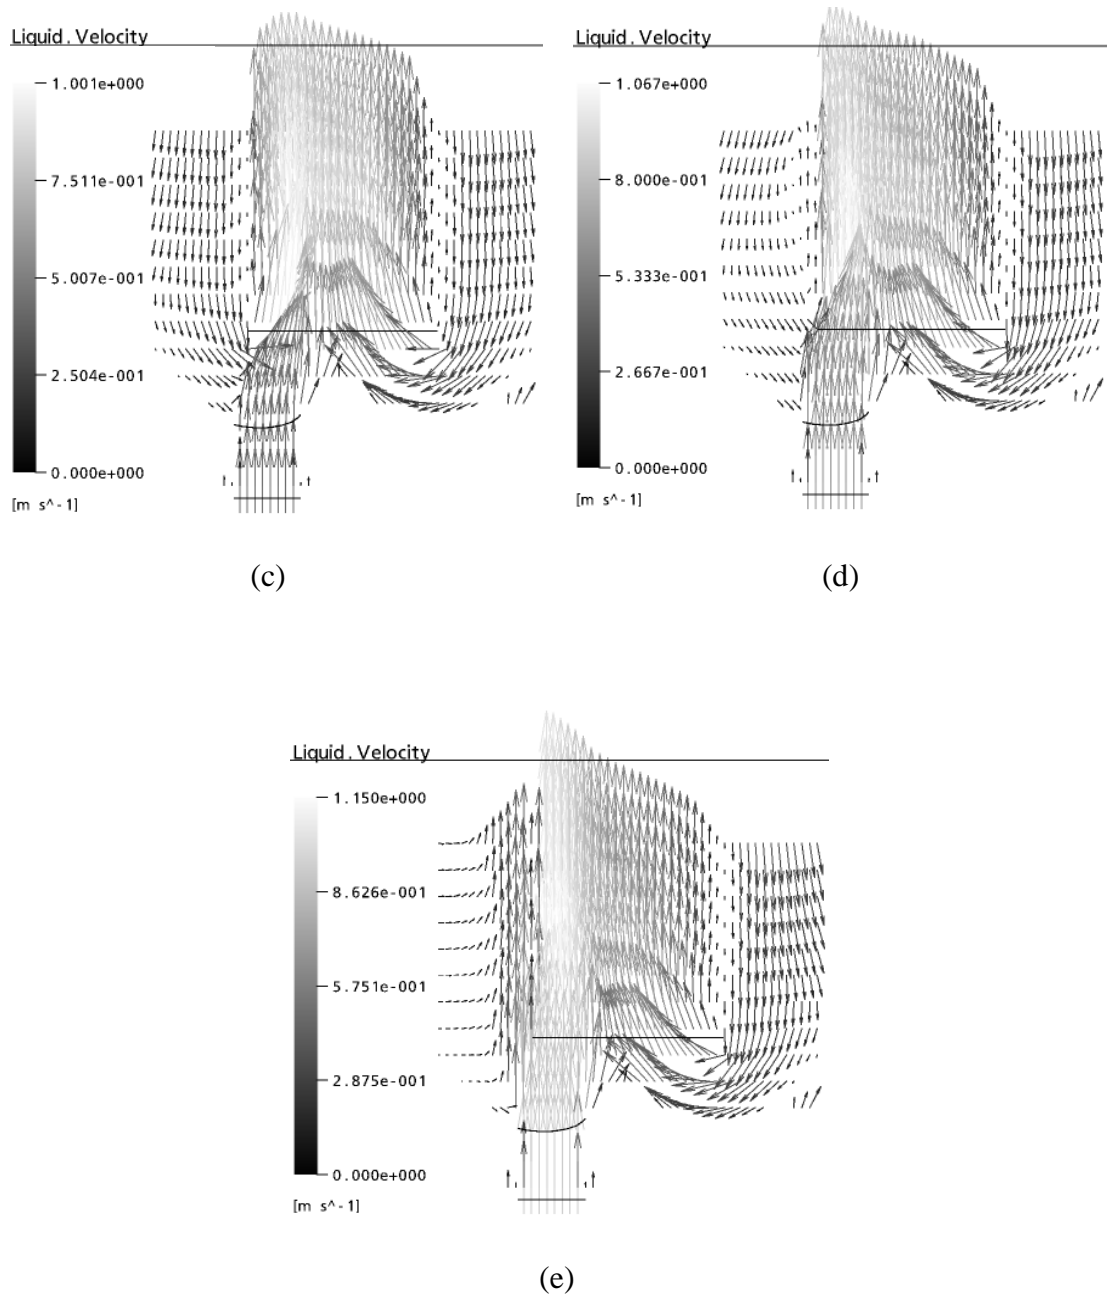 Liquid.Velocity
1.001e+000
7.511e-001
5.007e-001
2.504e-001
0.000e+000
[m s^-1]
(c)
Liquid.Velocity
1.067e+000
8.000e-001
5.333e-001
2.667e-001
0.000e+000
[m s^-1]
(d)
Liquid.Velocity
1.150e+000
8.626e-001
5.751e-001
2.875e-001
0.000e+000
[m s^-1]
(e)